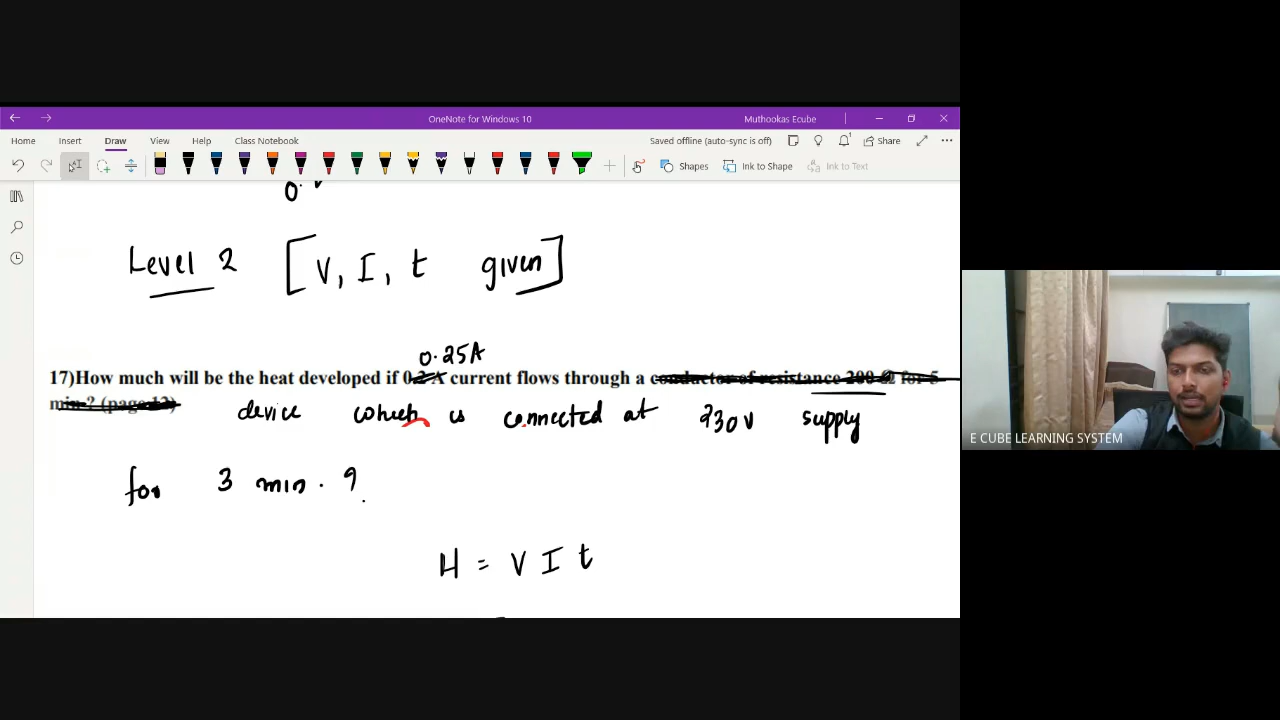 OneNote for Windows 10
Muthookas Ecube
Home Insert Draw View Help Class Notebook
Saved offline (auto-sync is off) Share
Shapes Ink to Shape Ink to Text
Level 2 [V, I, t given]
0.25A
17)How much will be the heat developed if 0.2 A current flows through a conductor of resistance 200 Ω for 5
min? (page 12)
device which is connected at 230V supply
for 3 min. ?
H = V I t
E CUBE LEARNING SYSTEM